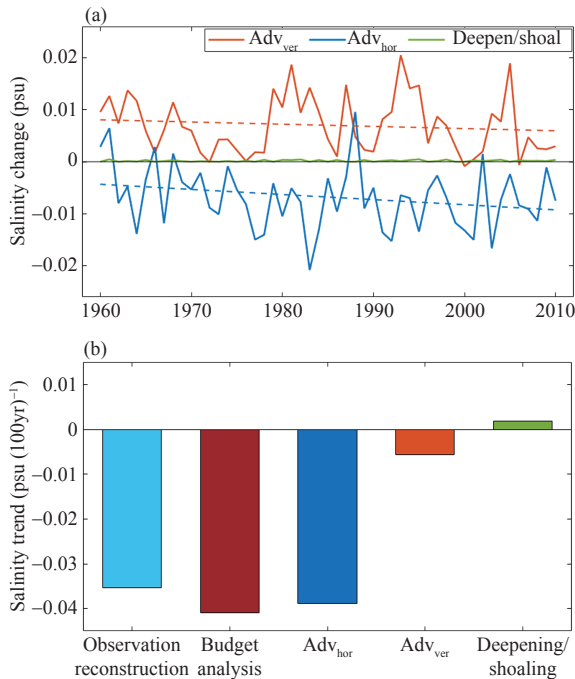 (a)
Adv_ver Adv_hor Deepen/shoal
Salinity change (psu)
0.02
0.01
0
−0.01
−0.02
1960 1970 1980 1990 2000 2010
(b)
Salinity trend (psu (100yr)⁻¹)
0.01
0
−0.01
−0.02
−0.03
−0.04
Observation reconstruction
Budget analysis
Adv_hor
Adv_ver
Deepening/ shoaling